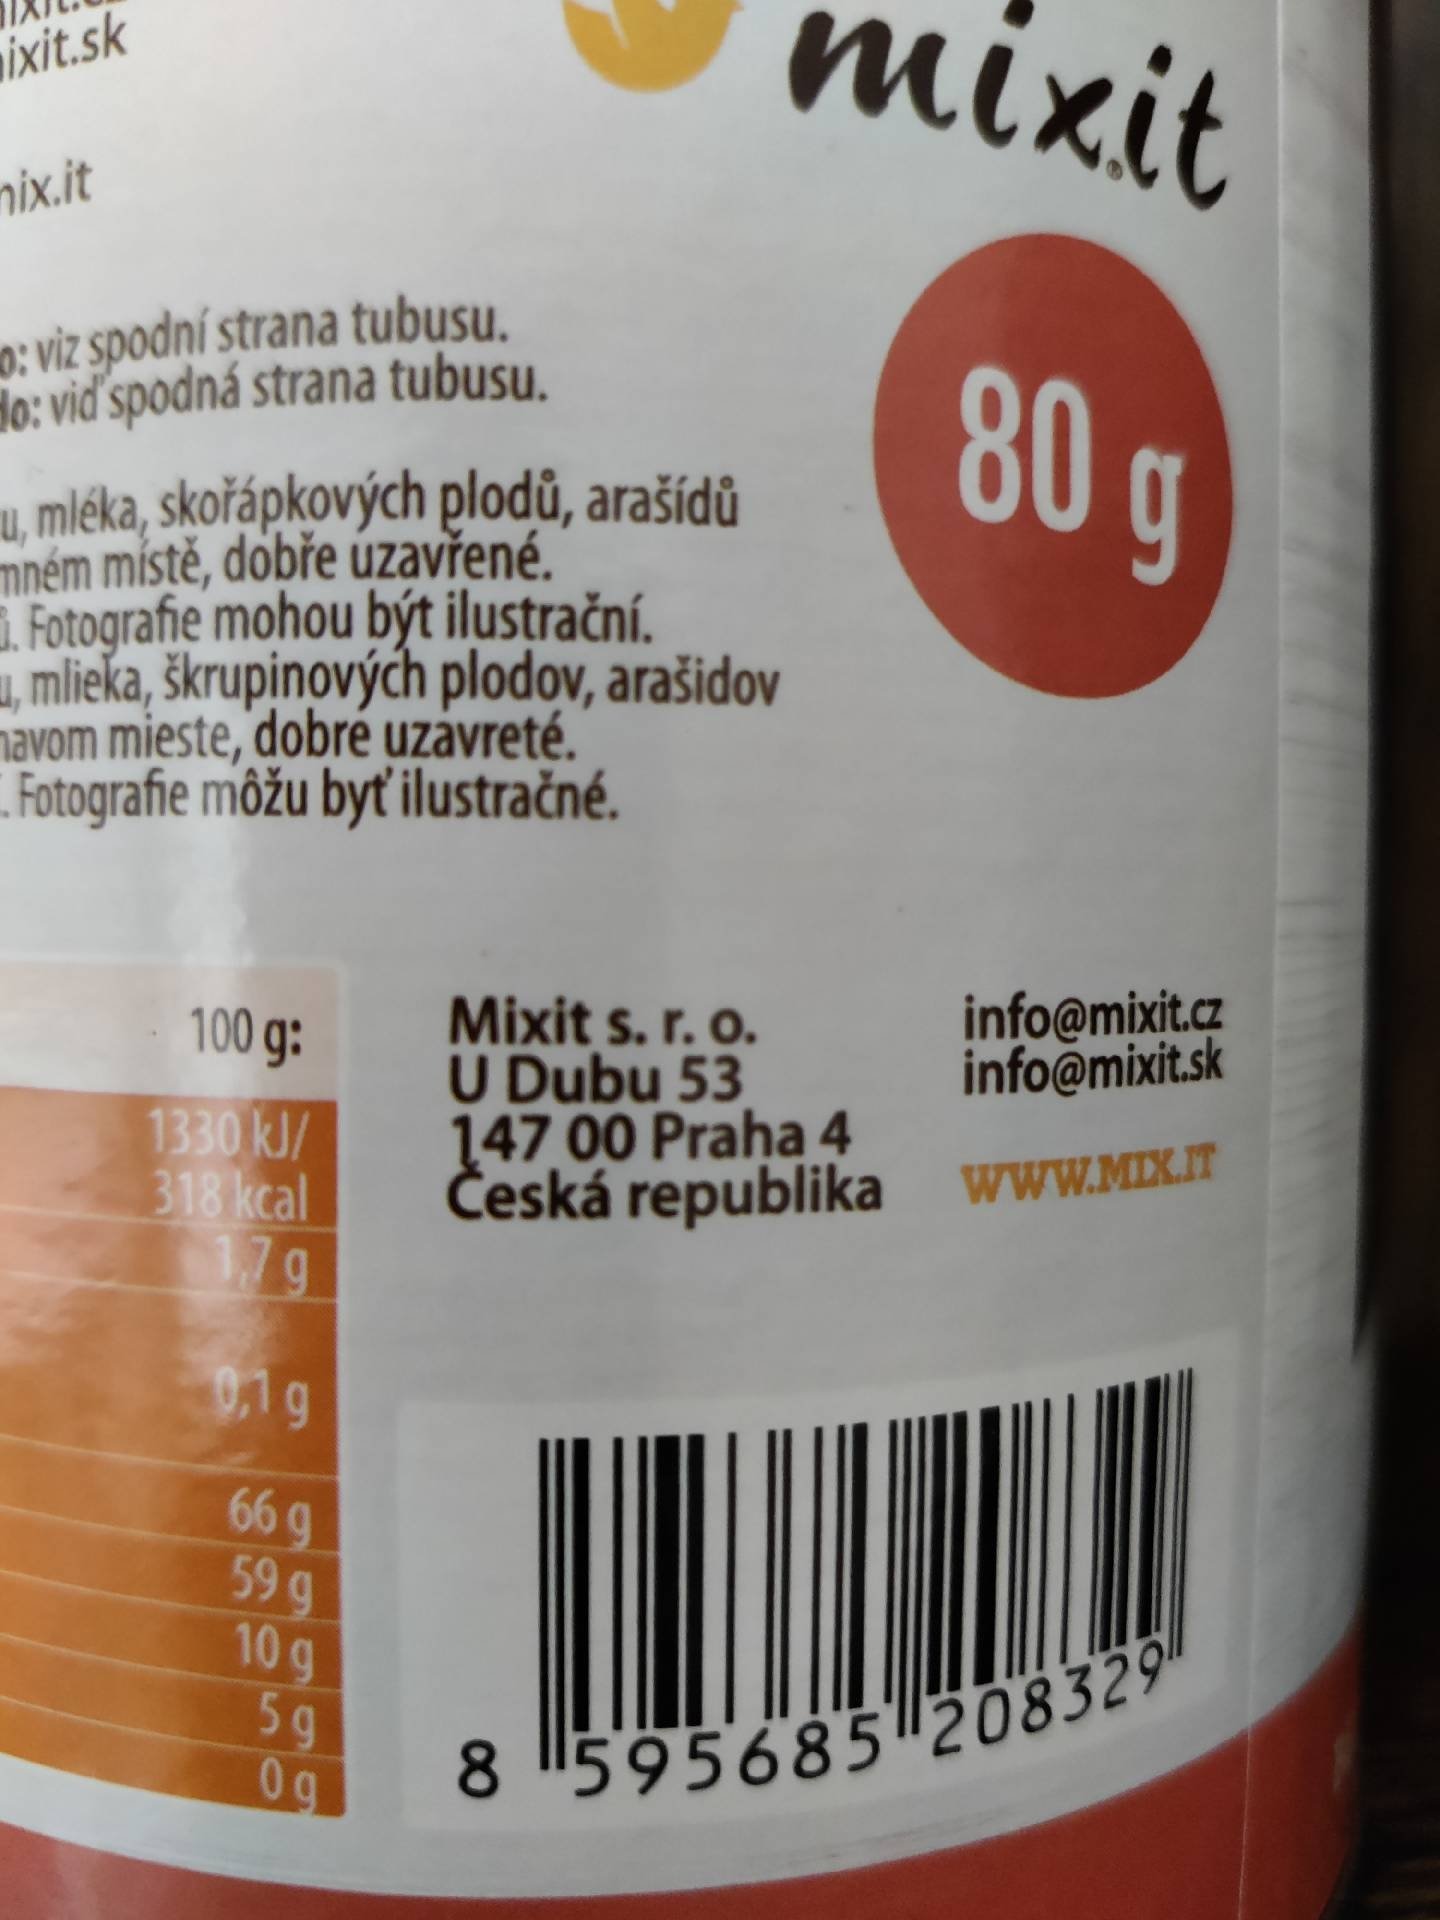 ixit.sk
mixit
mix.it
80 g
viz spodní strana tubusu.
viď spodná strana tubusu.
mléka, skořápkových plodů, arašídů
místě, dobře uzavřené.
Fotografie mohou být ilustrační.
mlieka, škrupinových plodov, arašidov
mieste, dobre uzavreté.
Fotografie môžu byť ilustračné.
100 g:
1330 kJ/
318 kcal
1,7 g
0,1 g
66 g
59 g
10 g
5 g
0 g
Mixit s. r. o.
U Dubu 53
147 00 Praha 4
Česká republika
info@mixit.cz
info@mixit.sk
WWW.MIX.IT
8 595685 208329